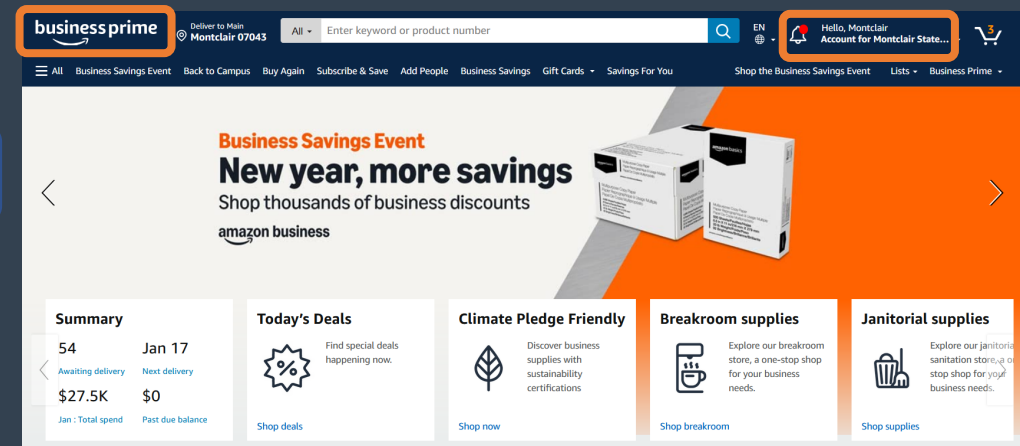 business prime
Deliver to Main
Montclair 07043
All
Enter keyword or product number
EN
Hello, Montclair
Account for Montclair State...
3
All
Business Savings Event
Back to Campus
Buy Again
Subscribe & Save
Add People
Business Savings
Gift Cards
Savings For You
Shop the Business Savings Event
Lists
Business Prime
Business Savings Event
New year, more savings
Shop thousands of business discounts
amazon business
amazon basics
Summary
54
Jan 17
Awaiting delivery
Next delivery
$27.5K
$0
Jan : Total spend
Past due balance
Today's Deals
Find special deals
happening now.
Shop deals
Climate Pledge Friendly
Discover business
supplies with
sustainability
certifications
Shop now
Breakroom supplies
Explore our breakroom
store, a one-stop shop
for your business
needs.
Shop breakroom
Janitorial supplies
Explore our janitoria
sanitation store, a o
stop shop for your
business needs.
Shop supplies